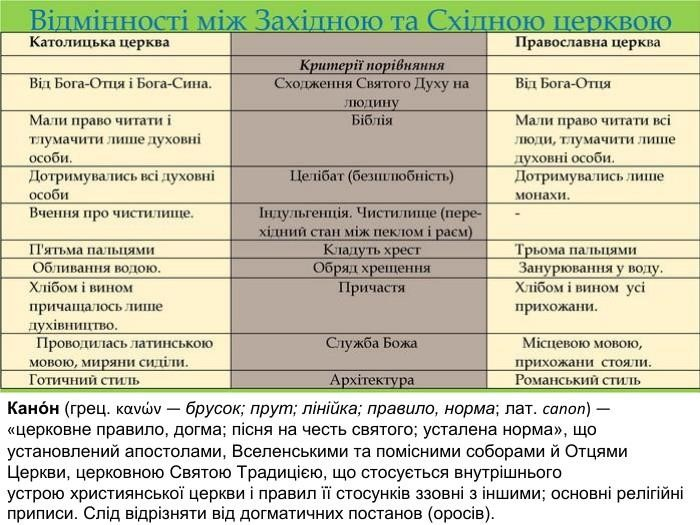 Відмінності між Західною та Східною церквою
Католицька церква Православна церква
Критерії порівняння
Від Бога-Отця і Бога-Сина. Сходження Святого Духу на Від Бога-Отця
людину
Мали право читати і Біблія Мали право читати всі
тлумачити лише духовні люди, тлумачити лише
особи. духовні особи.
Дотримувались всі духовні Целібат (безшлюбність) Дотримувались лише
особи монахи.
Вчення про чистилище. Індульгенція. Чистилище (пере- -
хідний стан між пеклом і раєм)
П'ятьма пальцями Кладуть хрест Трьома пальцями
Обливання водою. Обряд хрещення Занурювання у воду.
Хлібом і вином Причастя Хлібом і вином усі
причащалось лише прихожани.
духівництво.
Проводилась латинською Служба Божа Місцевою мовою,
мовою, миряни сиділи. прихожани стояли.
Готичний стиль Архітектура Романський стиль
Кано́н (грец. κανών — брусок; прут; лінійка; правило, норма; лат. canon) —
«церковне правило, догма; пісня на честь святого; усталена норма», що
установлений апостолами, Вселенськими та помісними соборами й Отцями
Церкви, церковною Святою Традицією, що стосується внутрішнього
устрою християнської церкви і правил її стосунків ззовні з іншими; основні релігійні
приписи. Слід відрізняти від догматичних постанов (оросів).